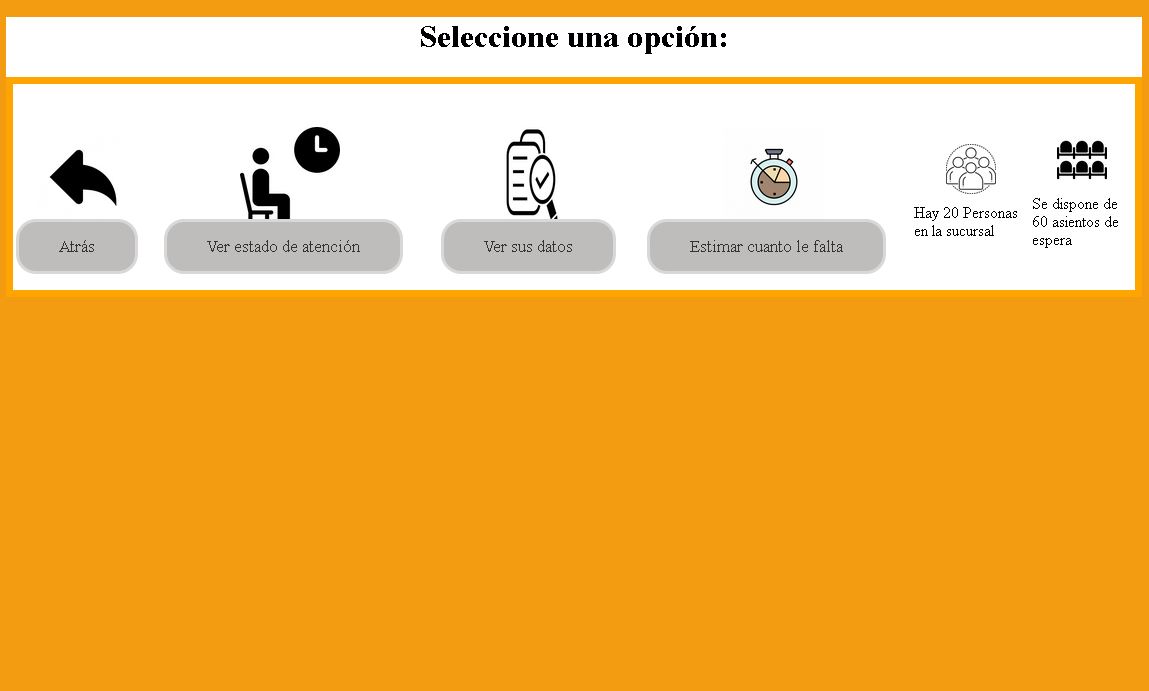 Seleccione una opción:
Atrás
Ver estado de atención
Ver sus datos
Estimar cuanto le falta
Hay 20 Personas
en la sucursal
Se dispone de
60 asientos de
espera